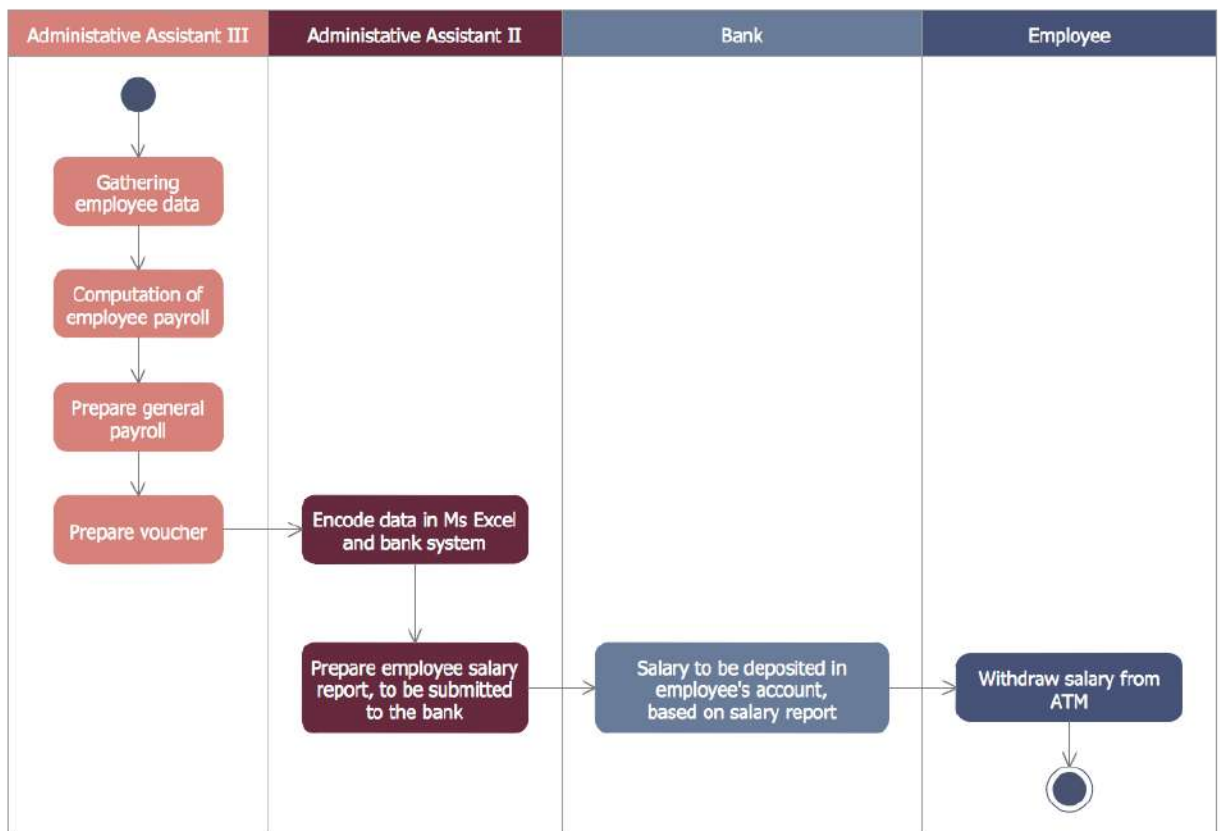 Administative Assistant III
Administative Assistant II
Bank
Employee
Gathering
employee data
Computation of
employee payroll
Prepare general
payroll
Prepare voucher
Encode data in Ms Excel
and bank system
Prepare employee salary
report, to be submitted
to the bank
Salary to be deposited in
employee's account,
based on salary report
Withdraw salary from
ATM